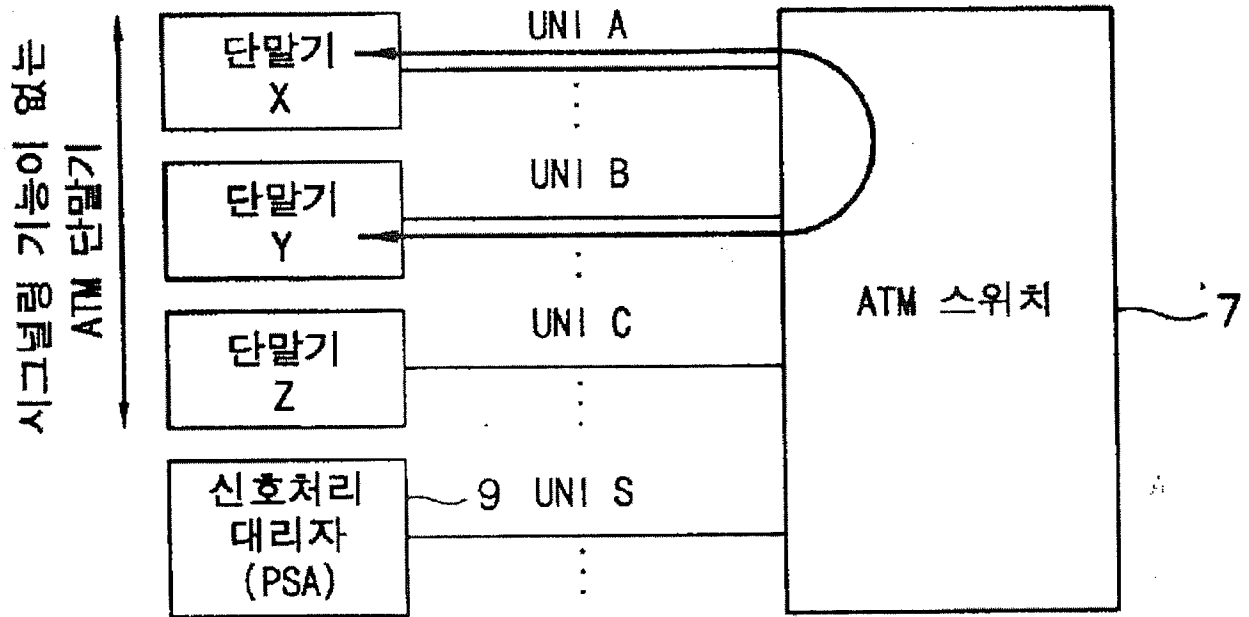 시그널링 기능이 없는
ATM 단말기
단말기
X
UNI A
단말기
Y
UNI B
단말기
Z
UNI C
신호처리
대리자
(PSA)
9
UNI S
ATM 스위치
7